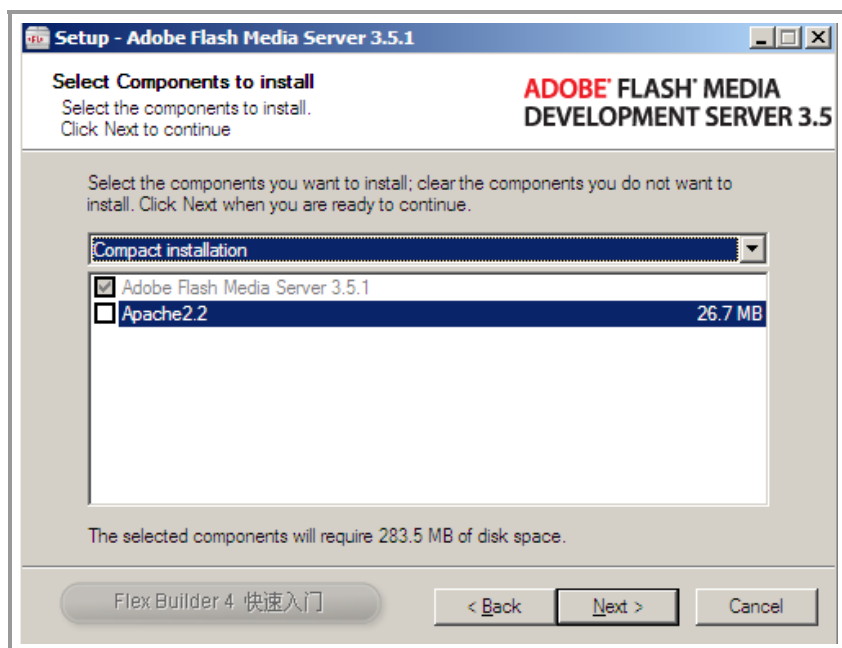 Setup - Adobe Flash Media Server 3.5.1
Select Components to install
Select the components to install.
Click Next to continue
ADOBE® FLASH® MEDIA
DEVELOPMENT SERVER 3.5
Select the components you want to install; clear the components you do not want to
install. Click Next when you are ready to continue.
Compact installation
Adobe Flash Media Server 3.5.1
Apache2.2 26.7 MB
The selected components will require 283.5 MB of disk space.
Flex Builder 4 快速入门
< Back Next > Cancel